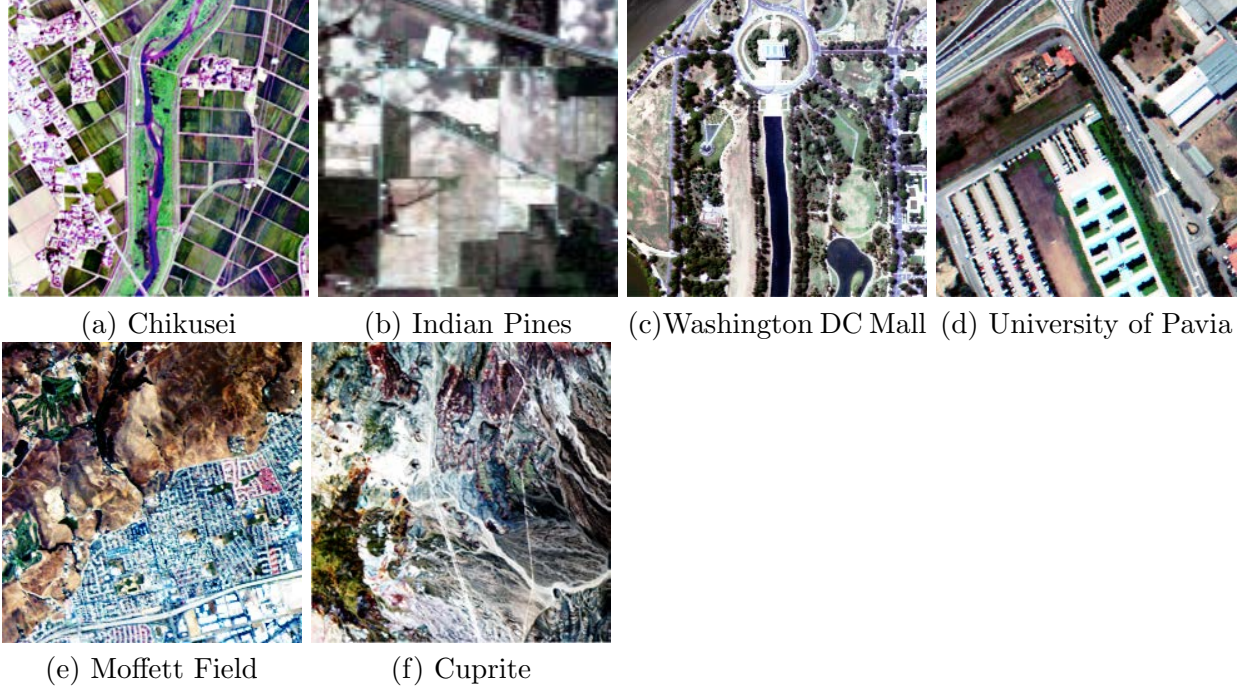 (a) Chikusei
(b) Indian Pines
(c)Washington DC Mall
(d) University of Pavia
(e) Moffett Field
(f) Cuprite